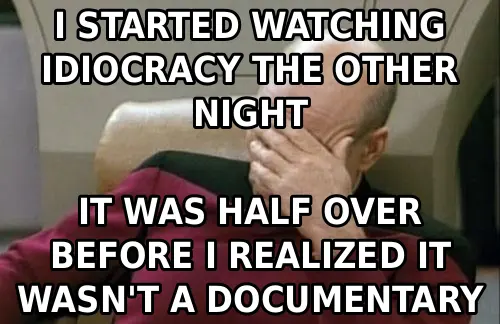 I STARTED WATCHING
IDIOCRACY THE OTHER
NIGHT
IT WAS HALF OVER
BEFORE I REALIZED IT
WASN'T A DOCUMENTARY